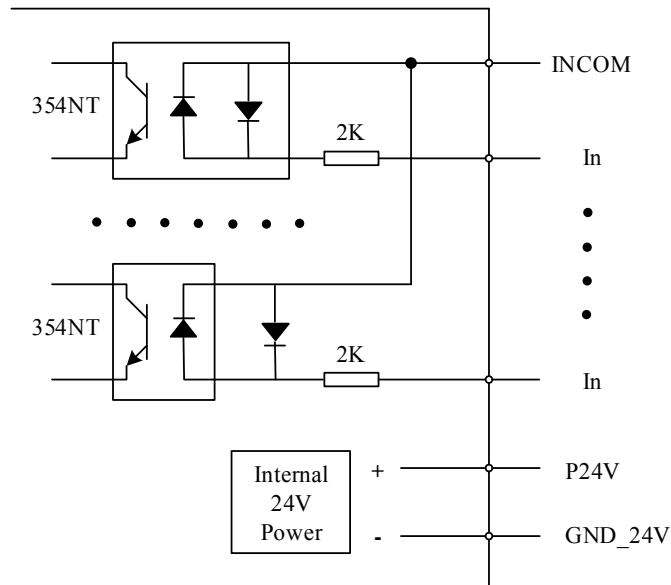 INCOM
354NT
2K
In
354NT
2K
In
Internal
24V
Power
+
P24V
-
GND_24V